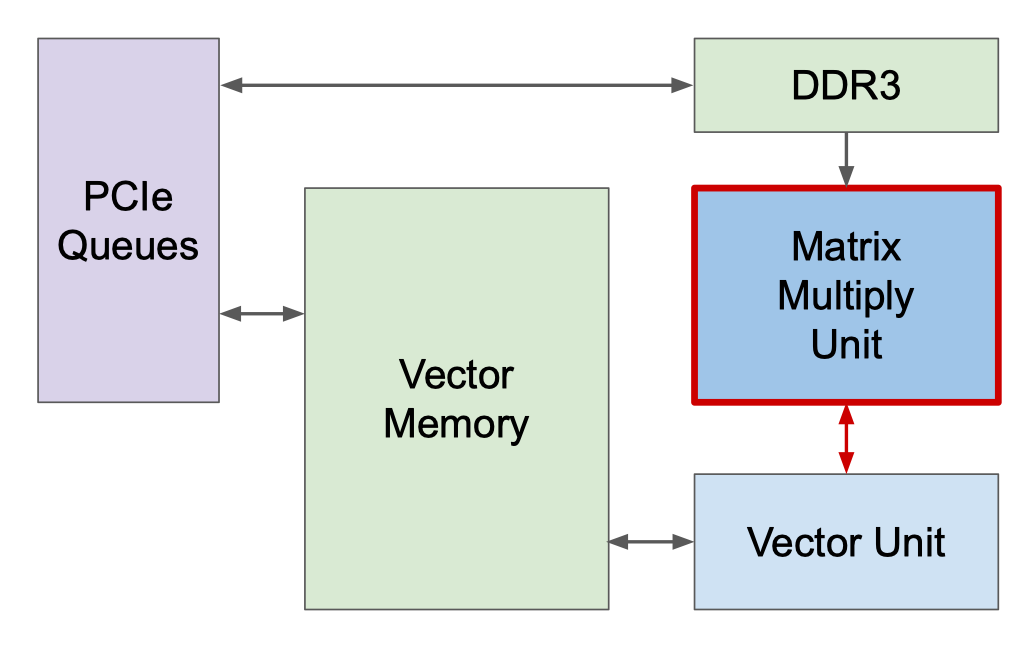 PCIe
Queues
DDR3
Matrix
Multiply
Unit
Vector
Memory
Vector Unit